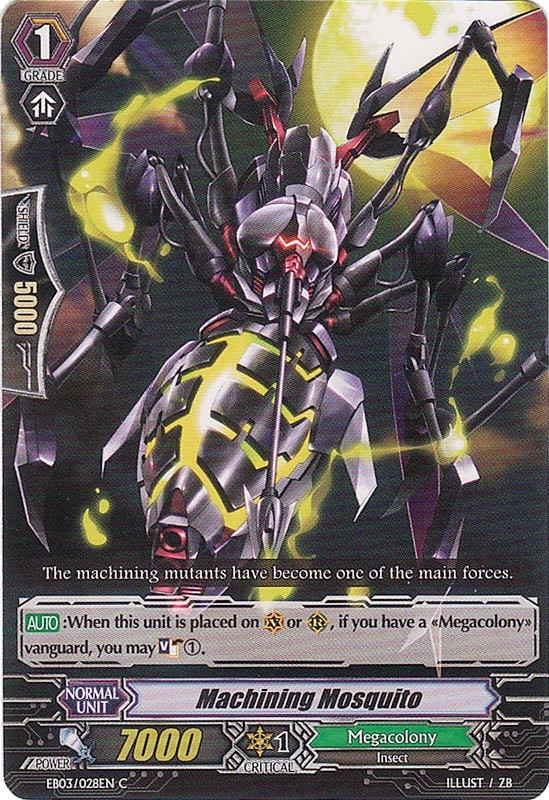 1
GRADE
SHIELD
5000
The machining mutants have become one of the main forces.
AUTO :When this unit is placed on V or R, if you have a «Megacolony»
vanguard, you may V ①.
NORMAL
UNIT
Machining Mosquito
POWER
7000
1
CRITICAL
Megacolony
Insect
EB03/028EN C
ILLUST / ZB